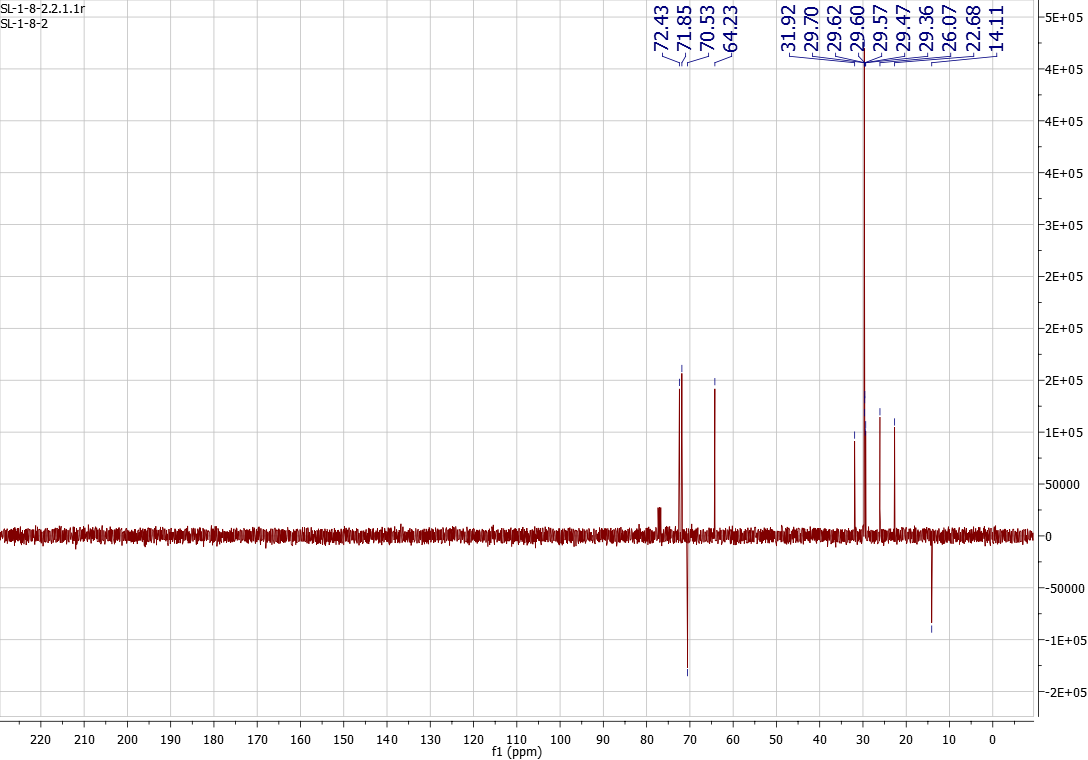 SL-1-8-2.2.1.1r
SL-1-8-2
72.43
71.85
70.53
64.23
31.92
29.70
29.62
29.60
29.57
29.47
29.36
26.07
22.68
14.11
5E+05
4E+05
4E+05
4E+05
3E+05
2E+05
2E+05
2E+05
1E+05
50000
0
-50000
-1E+05
-2E+05
220 210 200 190 180 170 160 150 140 130 120 110 100 90 80 70 60 50 40 30 20 10 0
f1 (ppm)